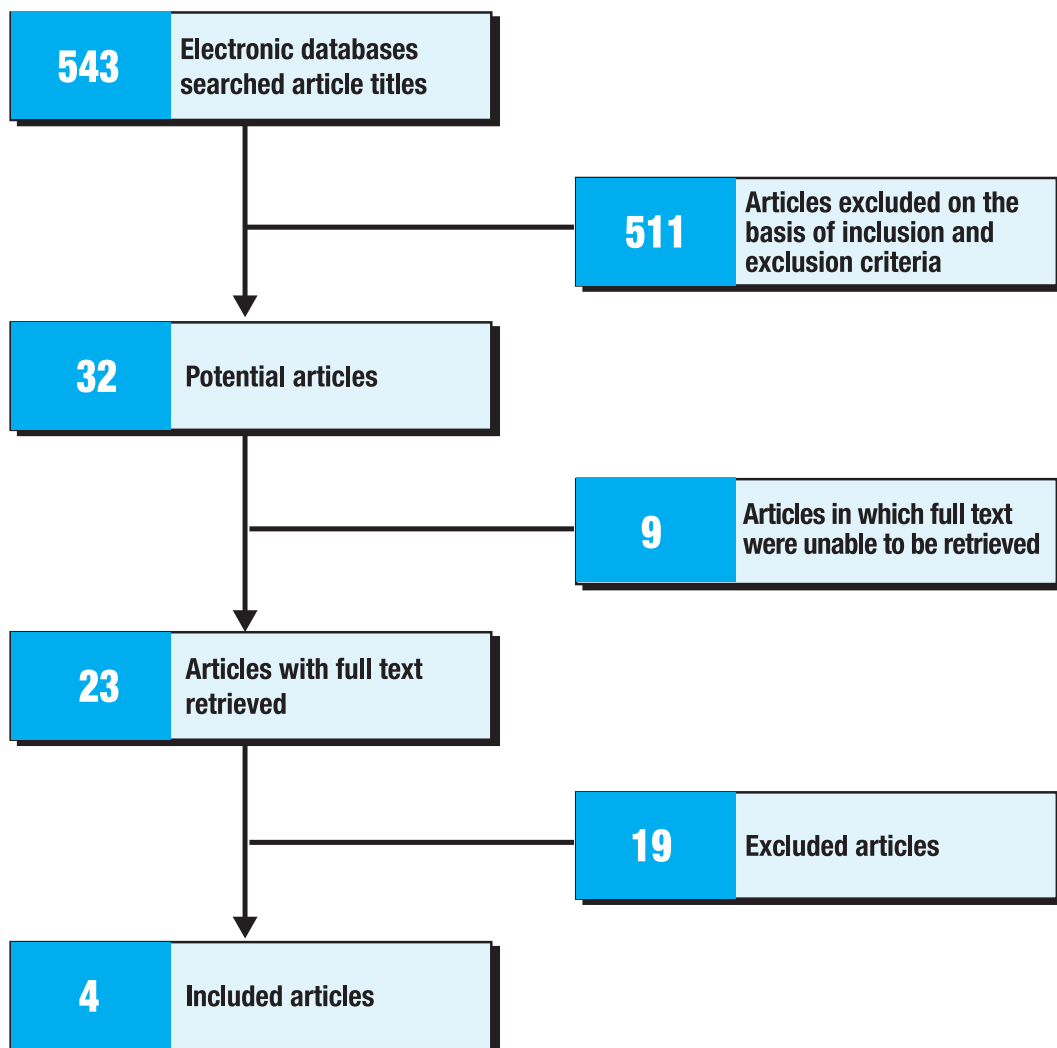 543
Electronic databases
searched article titles
511
Articles excluded on the
basis of inclusion and
exclusion criteria
32
Potential articles
9
Articles in which full text
were unable to be retrieved
23
Articles with full text
retrieved
19
Excluded articles
4
Included articles